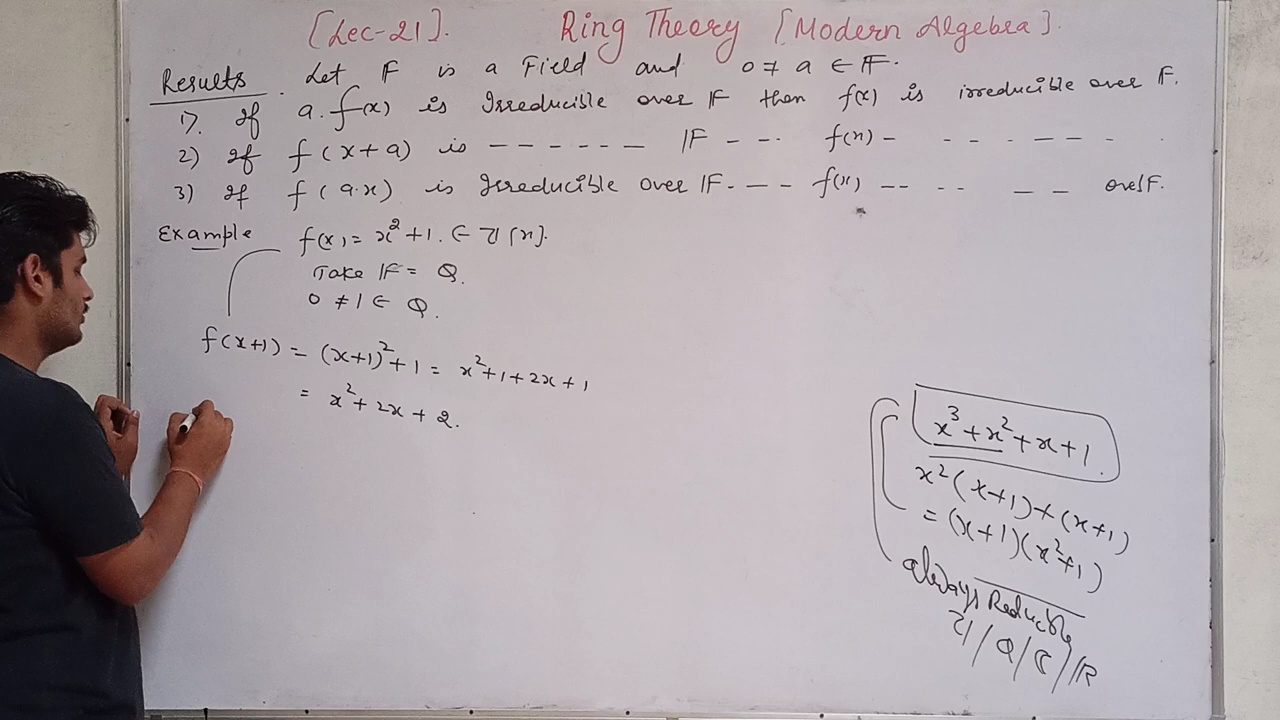 [Lec-21]. Ring Theory [Modern Algebra].
Results. Let F is a Field and 0 ≠ a ∈ F.
1). If a.f(x) is Irreducible over F then f(x) is irreducible over F.
2) If f(x+a) is – – – – – – F – – – f(x) – – – – – – – .
3) If f(a.x) is Irreducible over F. – – – f(x) – – – – – – over F.
Example f(x) = x²+1. ∈ Z[x].
Take F = Q.
0 ≠ 1 ∈ Q.
f(x+1) = (x+1)²+1 = x²+1+2x+1
= x²+2x+2.
x³+x²+x+1.
x²(x+1)+(x+1)
= (x+1)(x²+1)
always Reducible
Z/Q/C/R